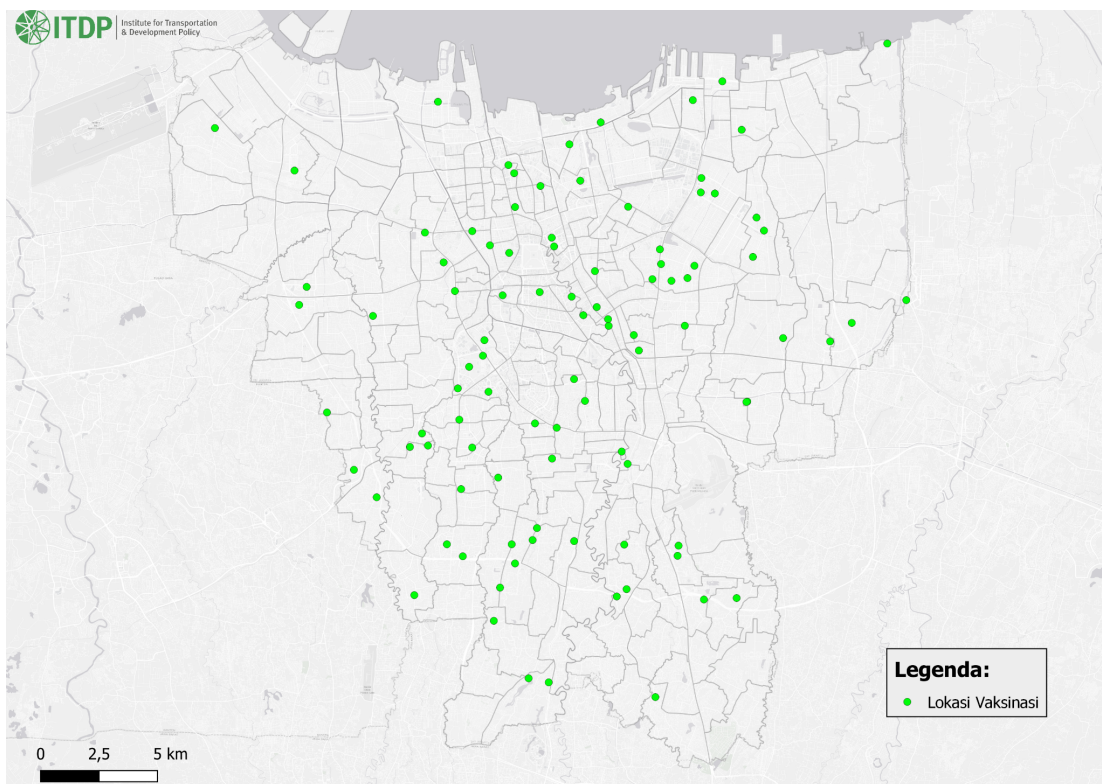 ITDP
Institute for Transportation
& Development Policy
Legenda:
Lokasi Vaksinasi
0 2,5 5 km